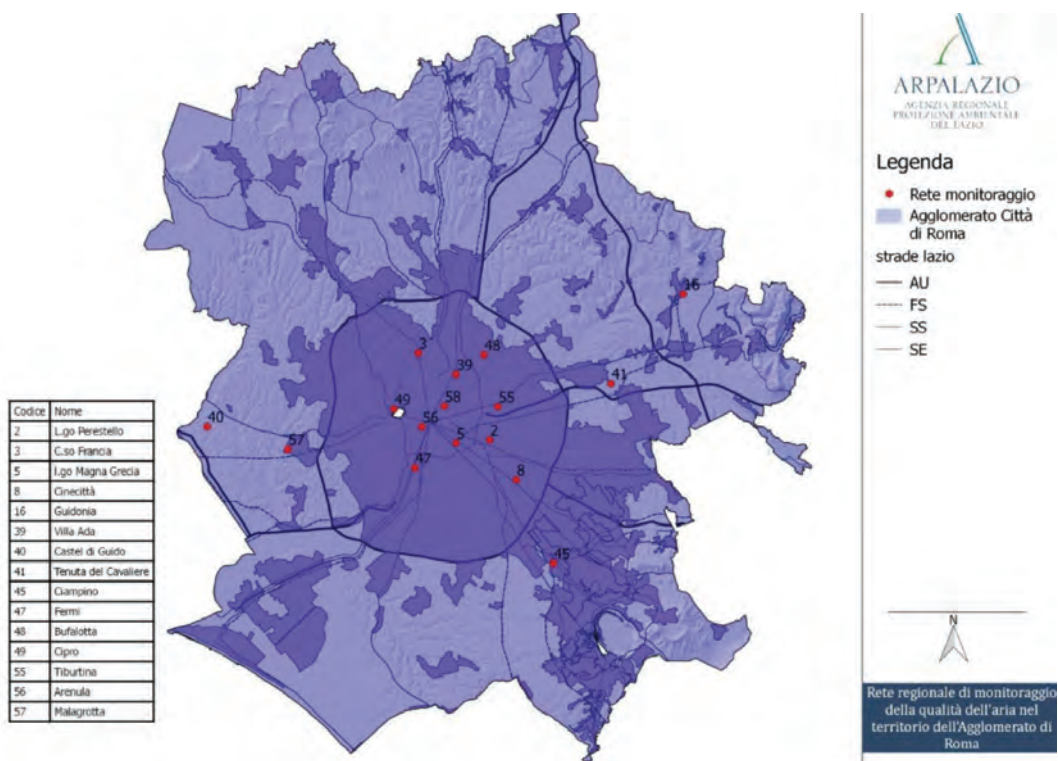 ARPALAZIO
AGENZIA REGIONALE
PROTEZIONE AMBIENTALE
DEL LAZIO
Legenda
Rete monitoraggio
Agglomerato Città
di Roma
strade lazio
AU
FS
SS
SE
N
Rete regionale di monitoraggio
della qualità dell'aria nel
territorio dell'Agglomerato di
Roma
16
3
48
39
41
58
55
49
56
40
57
5
2
47
8
45
Codice Nome
2 L.go Perestello
3 C.so Francia
5 l.go Magna Grecia
8 Cinecittà
16 Guidonia
39 Villa Ada
40 Castel di Guido
41 Tenuta del Cavaliere
45 Ciampino
47 Fermi
48 Bufalotta
49 Cipro
55 Tiburtina
56 Arenula
57 Malagrotta